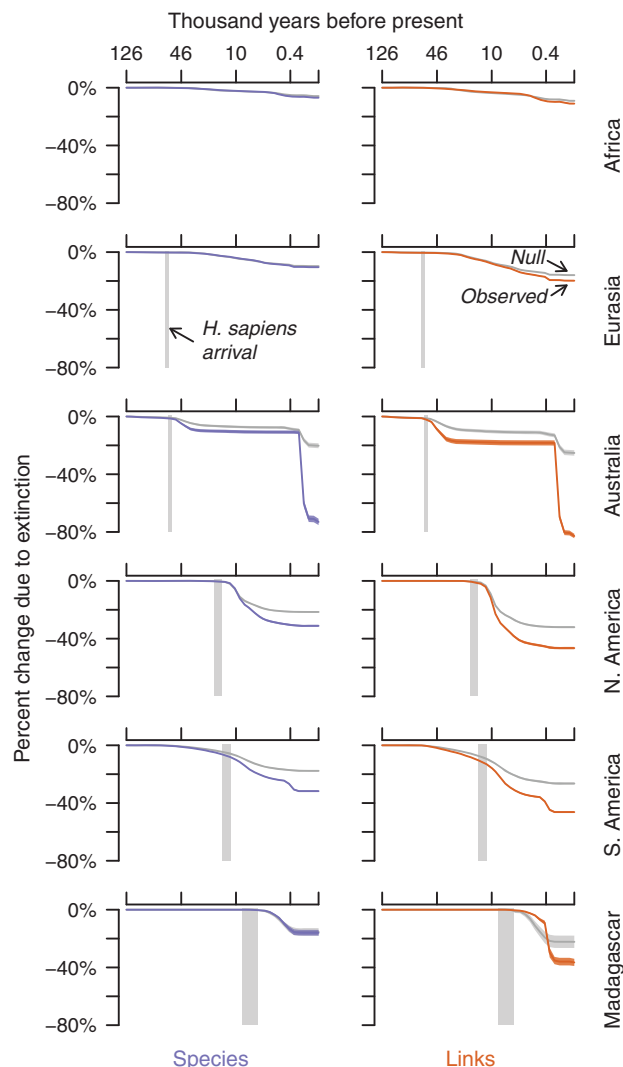 Thousand years before present
126 46 10 0.4 126 46 10 0.4
0%
−40%
−80%
Africa
0%
−40%
−80%
H. sapiens
arrival
Null
Observed
Eurasia
0%
−40%
−80%
Australia
0%
−40%
−80%
N. America
0%
−40%
−80%
S. America
0%
−40%
−80%
Madagascar
Percent change due to extinction
Species Links